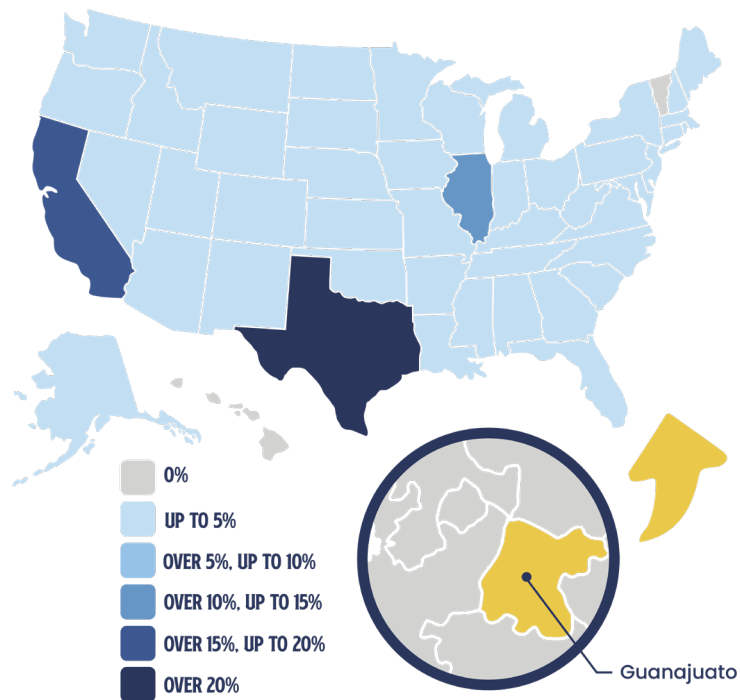 0%
UP TO 5%
OVER 5%, UP TO 10%
OVER 10%, UP TO 15%
OVER 15%, UP TO 20%
OVER 20%
Guanajuato